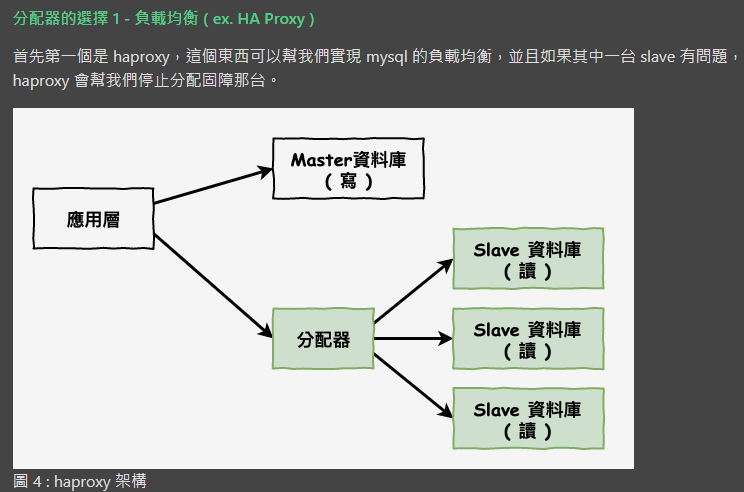 分配器的選擇 1 - 負載均衡 ( ex. HA Proxy )
首先第一個是 haproxy，這個東西可以幫我們實現 mysql 的負載均衡，並且如果其中一台 slave 有問題，
haproxy 會幫我們停止分配固障那台。
Master資料庫
( 寫 )
應用層
Slave 資料庫
( 讀 )
分配器
Slave 資料庫
( 讀 )
Slave 資料庫
( 讀 )
圖 4 : haproxy 架構